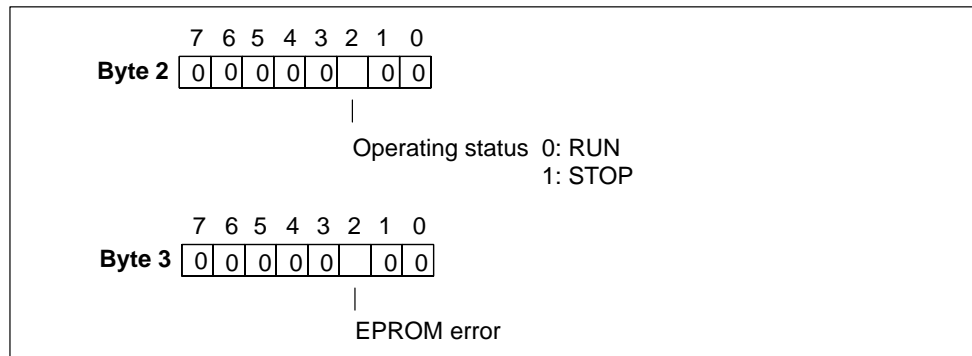 7 6 5 4 3 2 1 0
Byte 2 0 0 0 0 0 0 0
Operating status 0: RUN
1: STOP
7 6 5 4 3 2 1 0
Byte 3 0 0 0 0 0 0 0
EPROM error